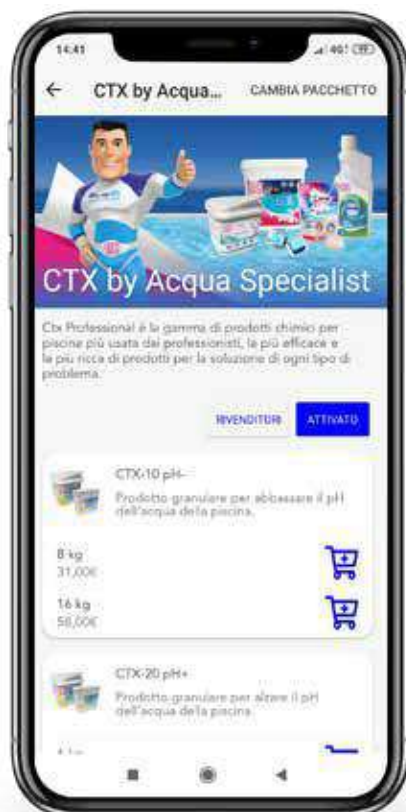 14:41
4G!
CTX by Acqua...
CAMBIA PACCHETTO
CTX by Acqua Specialist
Ctx Professional è la gamma di prodotti chimici per
piscina più usata dai professionisti, la più efficace e
la più ricca di prodotti per la soluzione di ogni tipo di
problema.
RIVENDITORI
ATTIVATO
CTX-10 pH-
Prodotto granulare per abbassare il pH
dell'acqua della piscina.
8 kg
31,00€
16 kg
58,00€
CTX-20 pH+
Prodotto granulare per alzare il pH
dell'acqua della piscina.